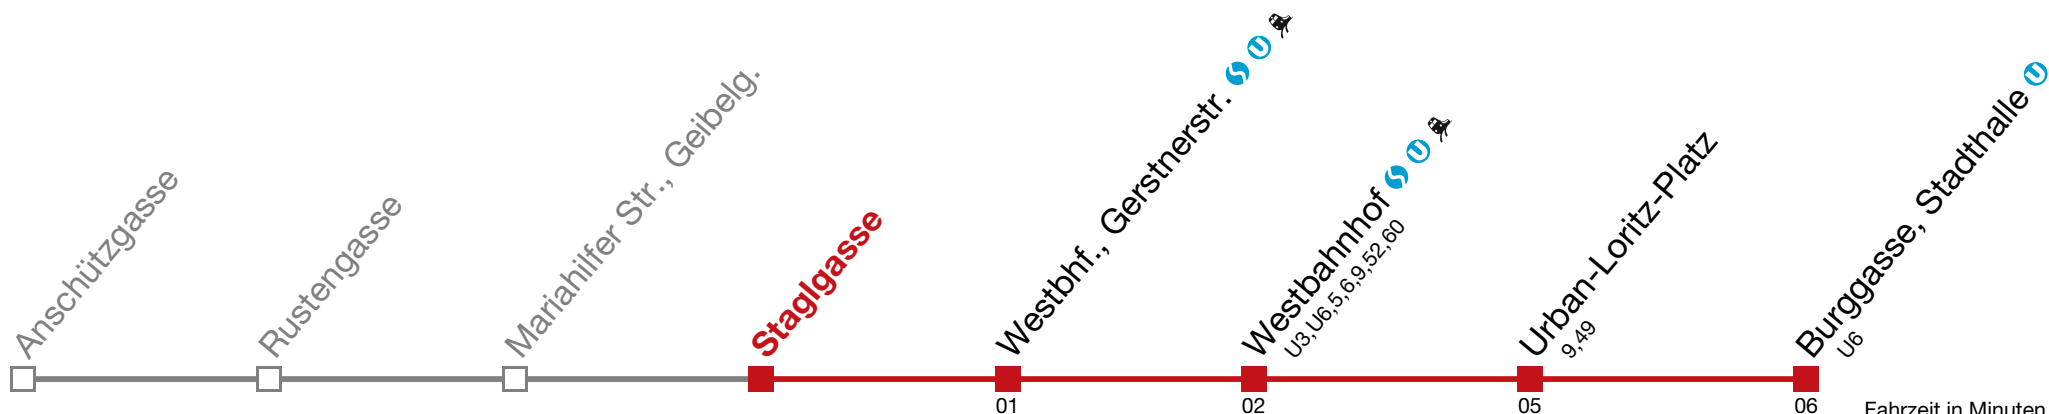 Anschützgasse
Rustengasse
Mariahilfer Str., Geibelg.
Staglgasse
Westbhf., Gerstnerstr.
Westbahnhof
U3,U6,5,6,9,52,60
Urban-Loritz-Platz
9,49
Burggasse, Stadthalle
U6
01
02
05
06
Fahrzeit in Minuten